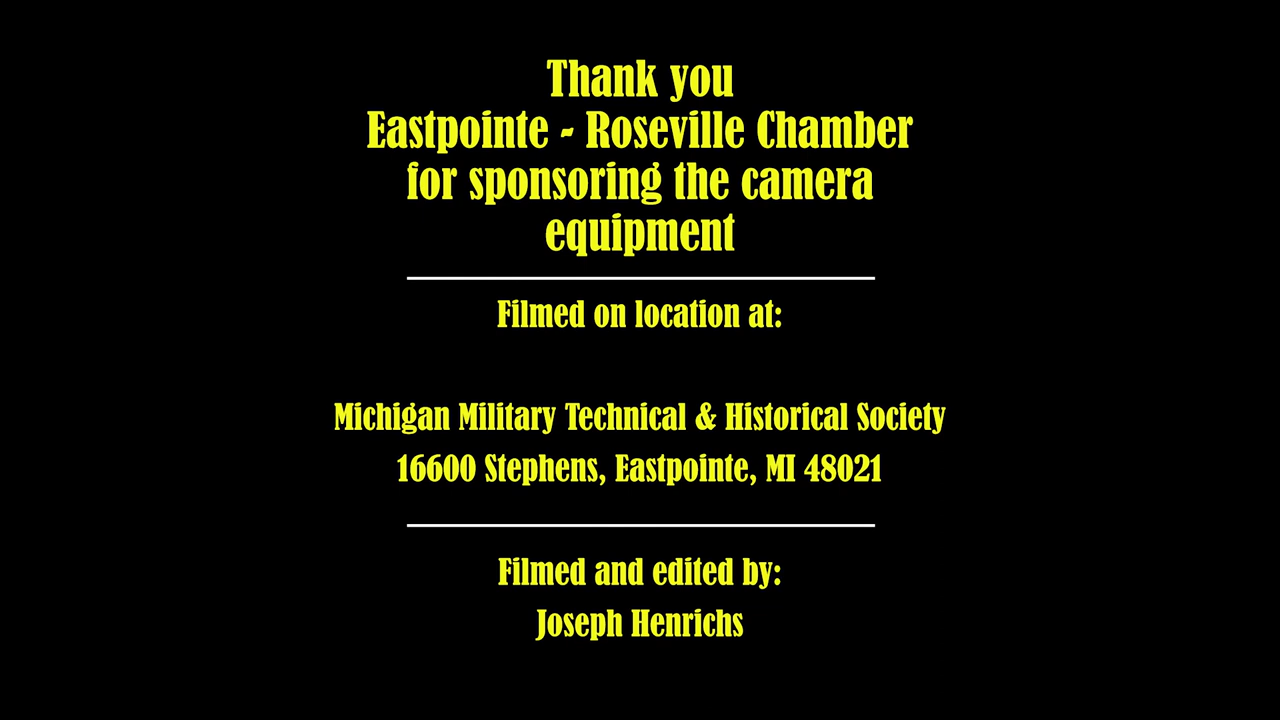 Thank you
Eastpointe - Roseville Chamber
for sponsoring the camera
equipment
Filmed on location at:
Michigan Military Technical & Historical Society
16600 Stephens, Eastpointe, MI 48021
Filmed and edited by:
Joseph Henrichs